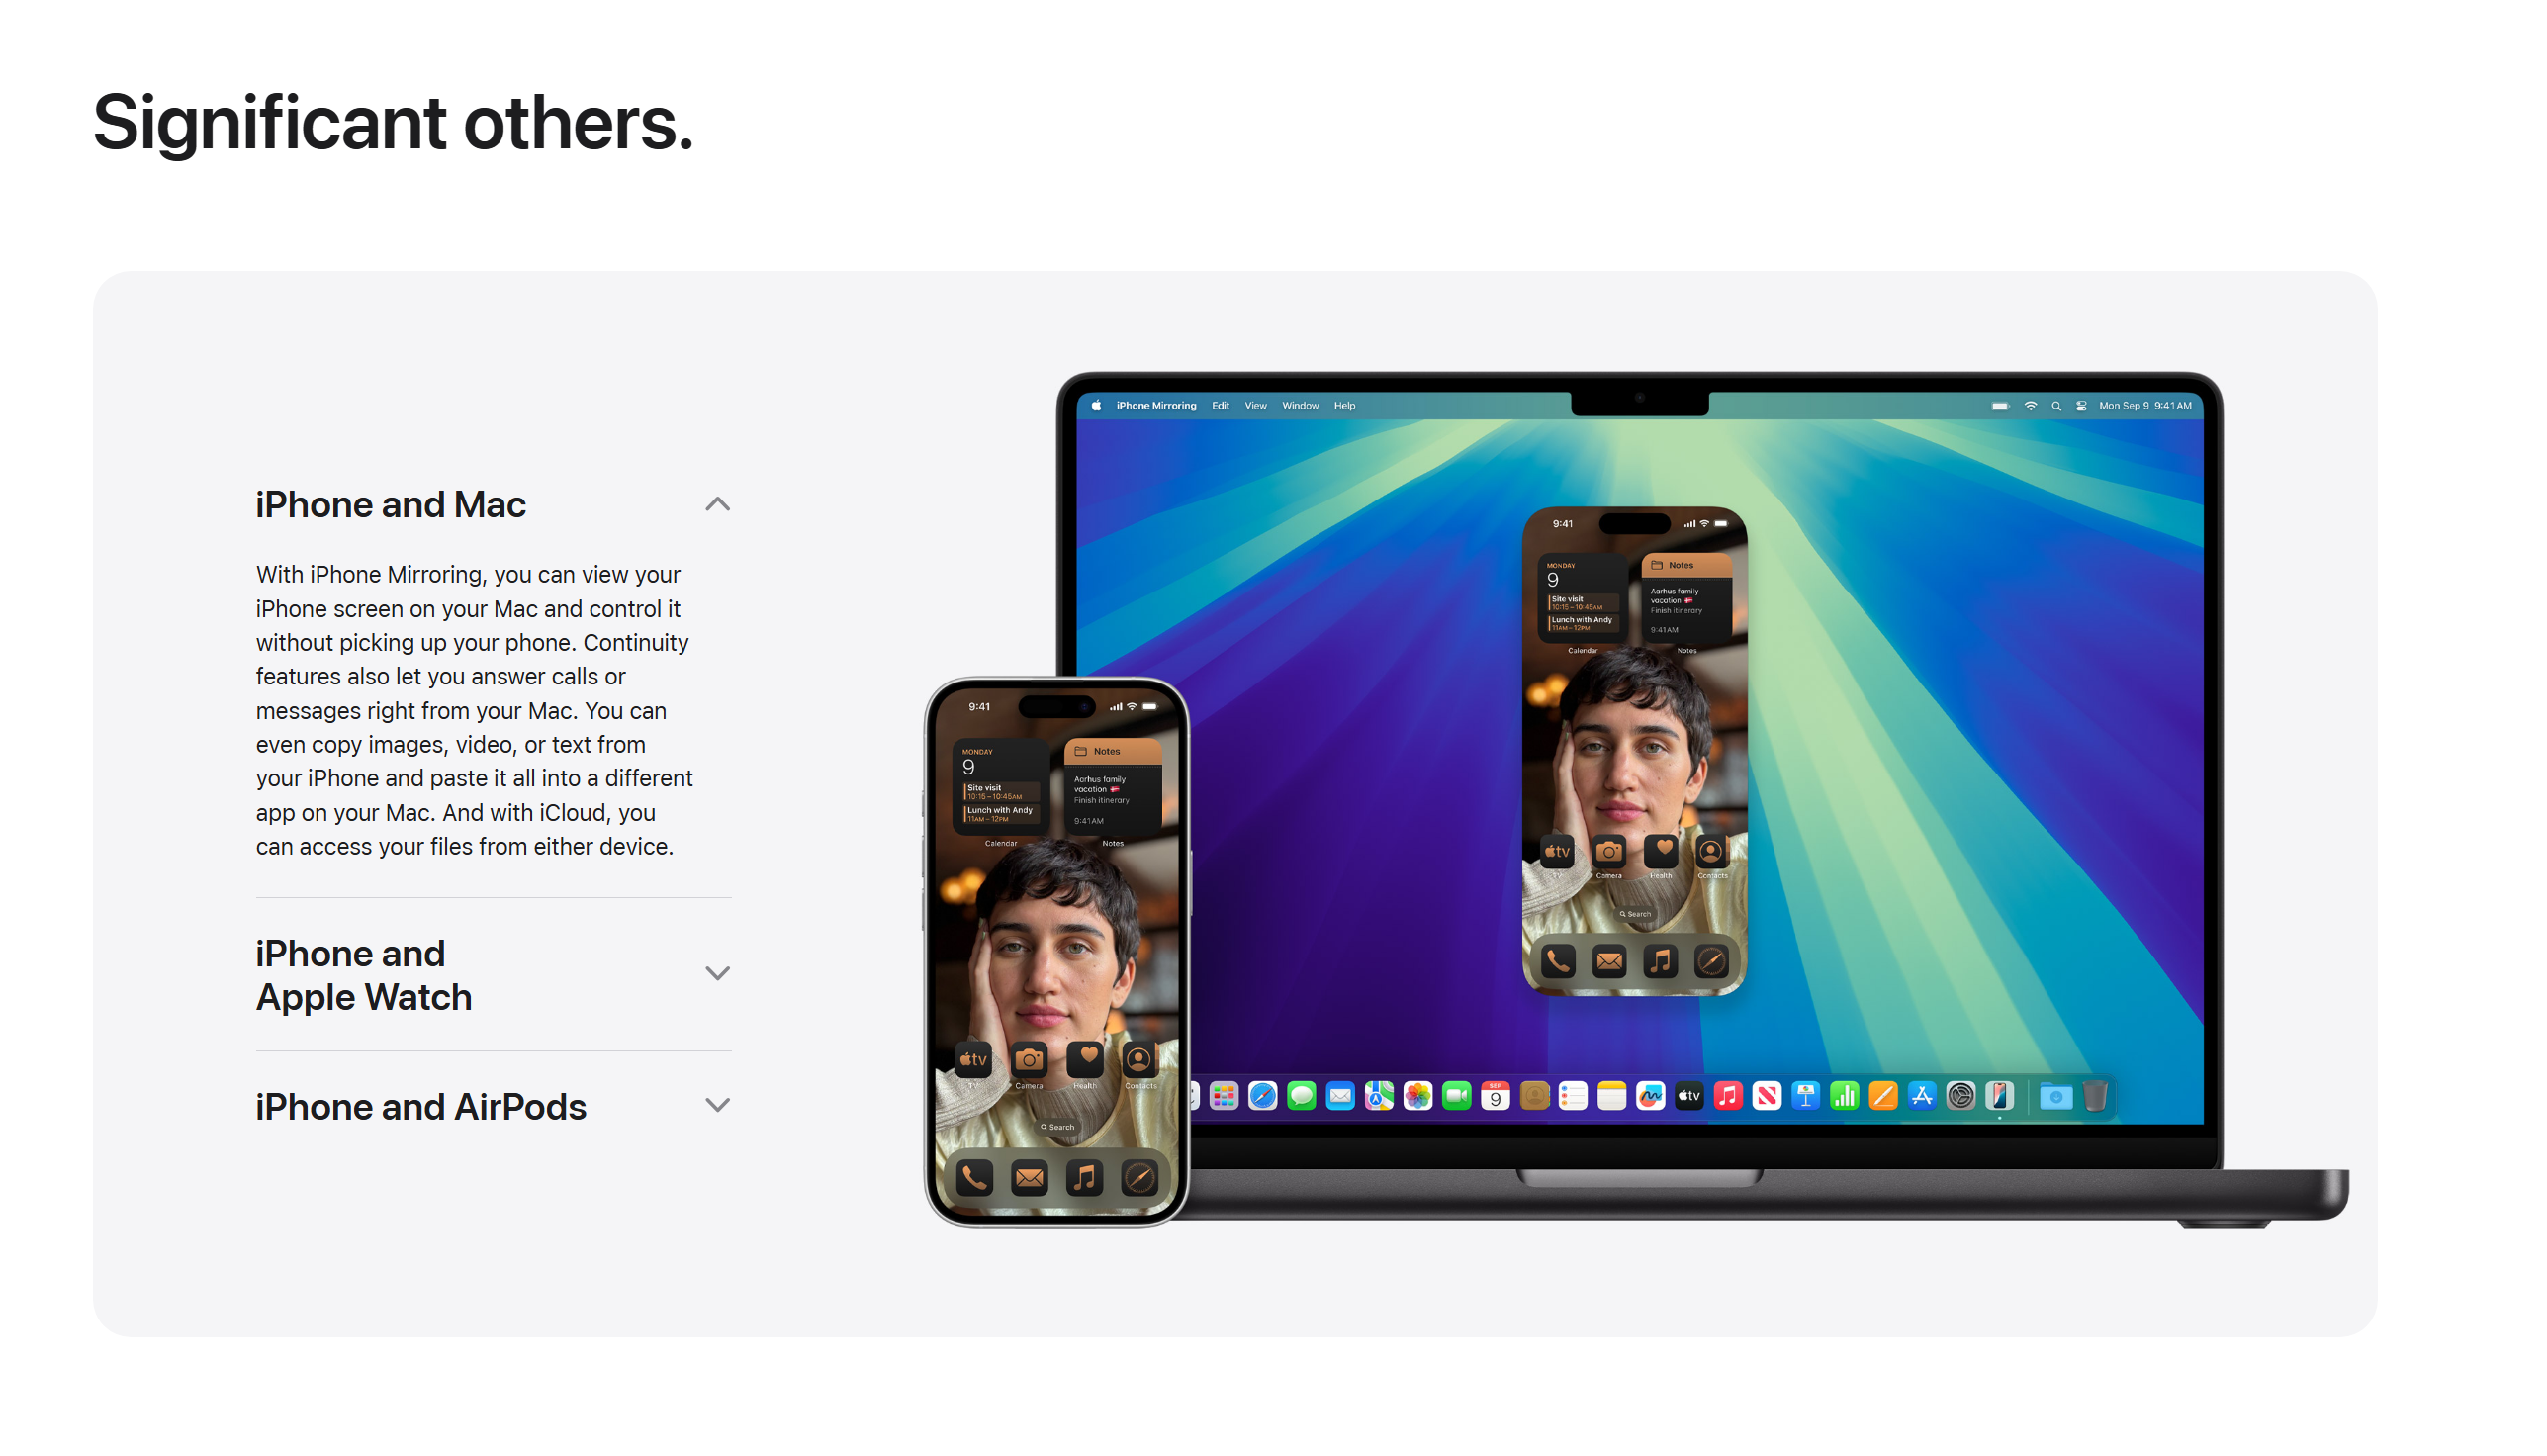 Significant others.
iPhone and Mac
With iPhone Mirroring, you can view your
iPhone screen on your Mac and control it
without picking up your phone. Continuity
features also let you answer calls or
messages right from your Mac. You can
even copy images, video, or text from
your iPhone and paste it all into a different
app on your Mac. And with iCloud, you
can access your files from either device.
iPhone and
Apple Watch
iPhone and AirPods
iPhone Mirroring Edit View Window Help
Mon Sep 9 9:41 AM
9:41
MONDAY
9
Site visit
10:15 – 10:45AM
Lunch with Andy
11AM – 12PM
Calendar
Notes
Aarhus family
vacation 🇩🇰
Finish itinerary
9:41AM
Notes
tv
TV Camera Health Contacts
Search
SEP
9
tv
9:41
MONDAY
9
Site visit
10:15 – 10:45AM
Lunch with Andy
11AM – 12PM
Calendar
Notes
Aarhus family
vacation 🇩🇰
Finish itinerary
9:41AM
Notes
tv
TV Camera Health Contacts
Search